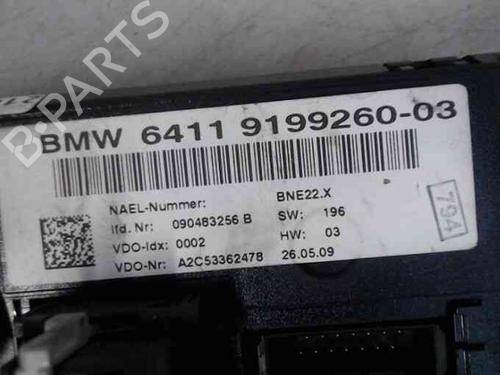 B-PARTS
BMW 6411 9199260-03
NAEL-Nummer: BNE22.X
lfd. Nr: 090483256 B SW: 196
VDO-Idx: 0002 HW: 03
VDO-Nr: A2C53362478 26.05.09
794